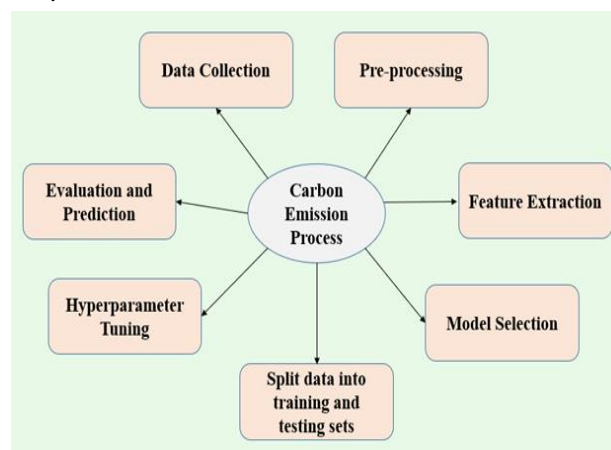 Data Collection
Pre-processing
Evaluation and
Prediction
Carbon
Emission
Process
Feature Extraction
Hyperparameter
Tuning
Model Selection
Split data into
training and
testing sets